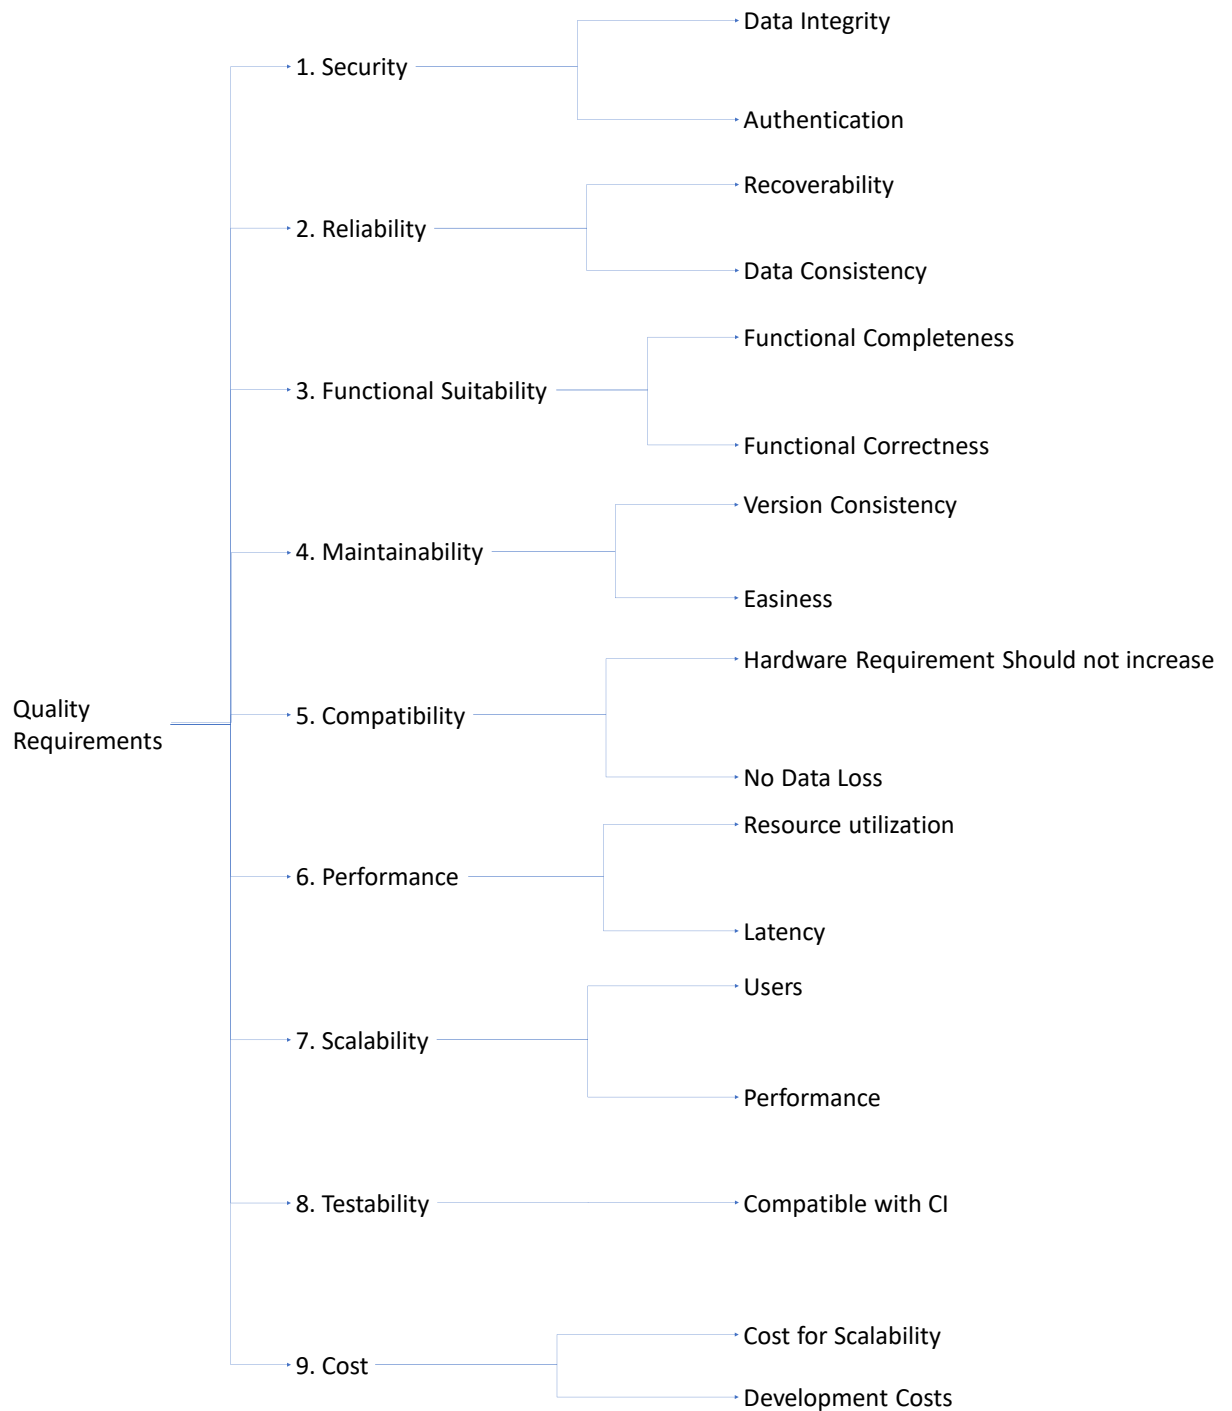 Quality
Requirements
1. Security
Data Integrity
Authentication
2. Reliability
Recoverability
Data Consistency
3. Functional Suitability
Functional Completeness
Functional Correctness
4. Maintainability
Version Consistency
Easiness
5. Compatibility
Hardware Requirement Should not increase
No Data Loss
6. Performance
Resource utilization
Latency
7. Scalability
Users
Performance
8. Testability
Compatible with CI
9. Cost
Cost for Scalability
Development Costs